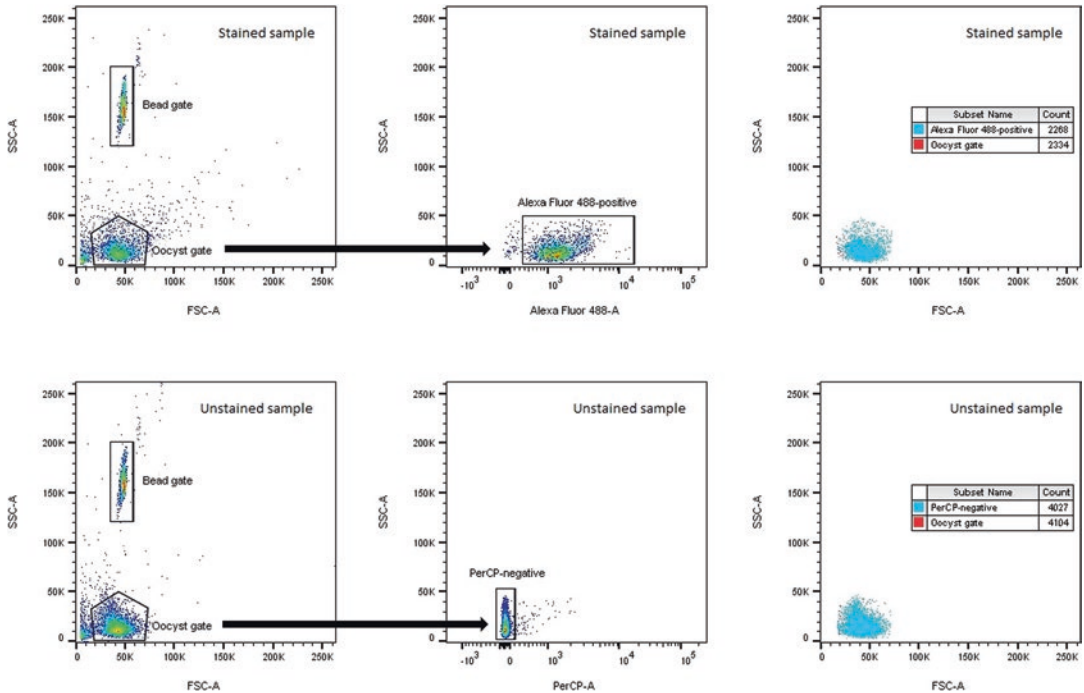 Stained sample
250K
200K
150K
100K
50K
0
SSC-A
Bead gate
Oocyst gate
0 50K 100K 150K 200K 250K
FSC-A
Stained sample
250K
200K
150K
100K
50K
0
SSC-A
Alexa Fluor 488-positive
-10³ 0 10³ 10⁴ 10⁵
Alexa Fluor 488-A
Stained sample
250K
200K
150K
100K
50K
0
SSC-A
Subset Name Count
Alexa Fluor 488-positive 2268
Oocyst gate 2334
0 50K 100K 150K 200K 250K
FSC-A
Unstained sample
250K
200K
150K
100K
50K
0
SSC-A
Bead gate
Oocyst gate
0 50K 100K 150K 200K 250K
FSC-A
Unstained sample
250K
200K
150K
100K
50K
0
SSC-A
PerCP-negative
-10³ 0 10³ 10⁴ 10⁵
PerCP-A
Unstained sample
250K
200K
150K
100K
50K
0
SSC-A
Subset Name Count
PerCP-negative 4027
Oocyst gate 4104
0 50K 100K 150K 200K 250K
FSC-A